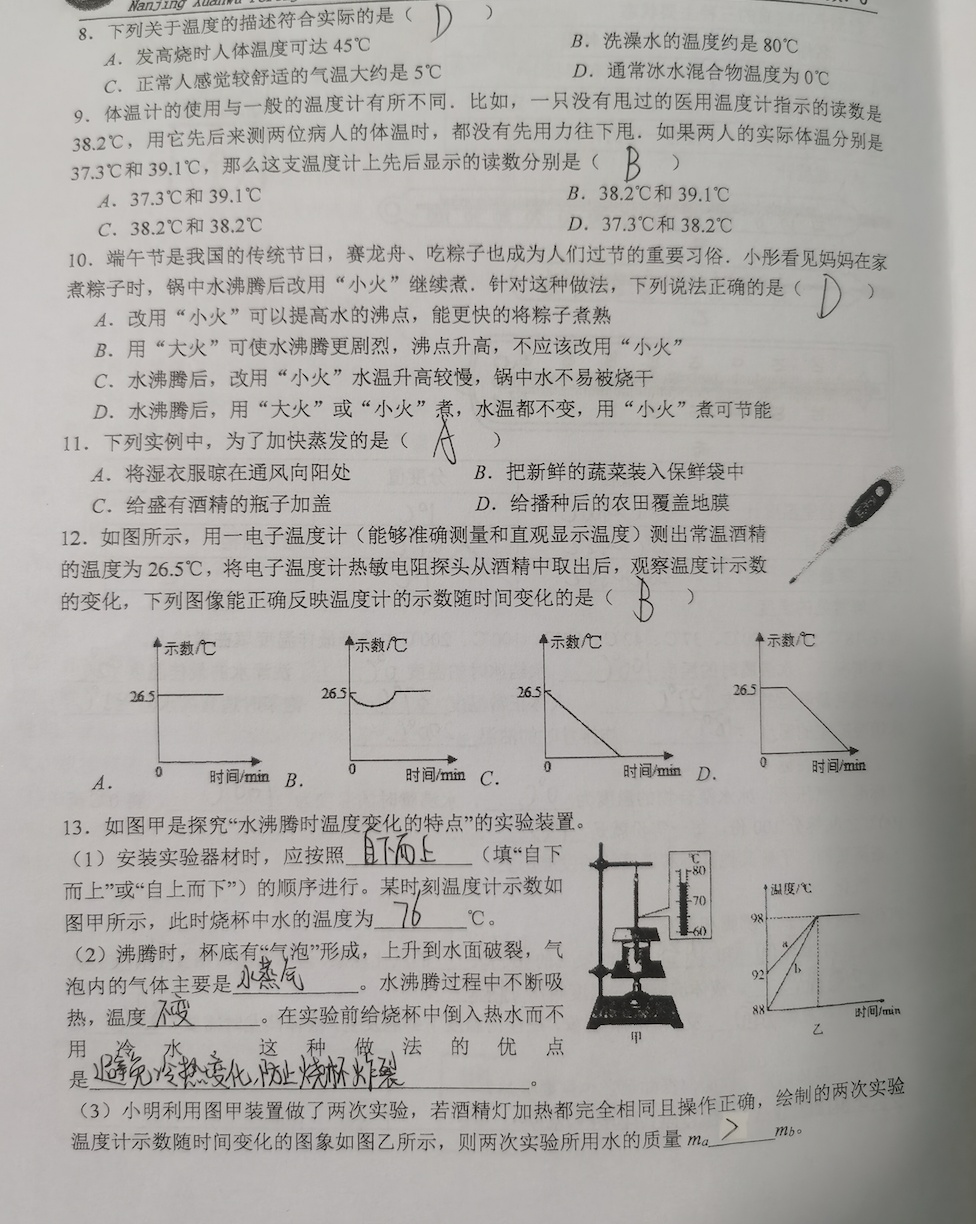 Nanjing Xuanwu
8．下列关于温度的描述符合实际的是（ D ）
A．发高烧时人体温度可达 45℃ B．洗澡水的温度约是 80℃
C．正常人感觉较舒适的气温大约是 5℃ D．通常冰水混合物温度为 0℃
9．体温计的使用与一般的温度计有所不同．比如，一只没有甩过的医用温度计指示的读数是
38.2℃，用它先后来测两位病人的体温时，都没有先用力往下甩．如果两人的实际体温分别是
37.3℃和 39.1℃，那么这支温度计上先后显示的读数分别是（ B ）
A．37.3℃和 39.1℃ B．38.2℃和 39.1℃
C．38.2℃和 38.2℃ D．37.3℃和 38.2℃
10．端午节是我国的传统节日，赛龙舟、吃粽子也成为人们过节的重要习俗．小彤看见妈妈在家
煮粽子时，锅中水沸腾后改用“小火”继续煮．针对这种做法，下列说法正确的是（ D ）
A．改用“小火”可以提高水的沸点，能更快的将粽子煮熟
B．用“大火”可使水沸腾更剧烈，沸点升高，不应该改用“小火”
C．水沸腾后，改用“小火”水温升高较慢，锅中水不易被烧干
D．水沸腾后，用“大火”或“小火”煮，水温都不变，用“小火”煮可节能
11．下列实例中，为了加快蒸发的是（ A ）
A．将湿衣服晾在通风向阳处 B．把新鲜的蔬菜装入保鲜袋中
C．给盛有酒精的瓶子加盖 D．给播种后的农田覆盖地膜
12．如图所示，用一电子温度计（能够准确测量和直观显示温度）测出常温酒精
的温度为 26.5℃，将电子温度计热敏电阻探头从酒精中取出后，观察温度计示数
的变化，下列图像能正确反映温度计的示数随时间变化的是（ B ）
示数/℃ 示数/℃ 示数/℃ 示数/℃
26.5 26.5 26.5 26.5
0 时间/min 0 时间/min 0 时间/min 0 时间/min
A． B． C． D．
13．如图甲是探究“水沸腾时温度变化的特点”的实验装置。
（1）安装实验器材时，应按照 自下而上 （填“自下
而上”或“自上而下”）的顺序进行。某时刻温度计示数如
图甲所示，此时烧杯中水的温度为 76 ℃。
（2）沸腾时，杯底有“气泡”形成，上升到水面破裂，气
泡内的气体主要是 水蒸气 。水沸腾过程中不断吸
热，温度 不变 。在实验前给烧杯中倒入热水而不
用冷水 这种做法的优点
是 避免冷热变化，防止烧杯炸裂 。
℃
80
70
60
甲
温度/℃
98
92
88
a
b
时间/min
乙
（3）小明利用图甲装置做了两次实验，若酒精灯加热都完全相同且操作正确，绘制的两次实验
温度计示数随时间变化的图象如图乙所示，则两次实验所用水的质量 ma > mb。